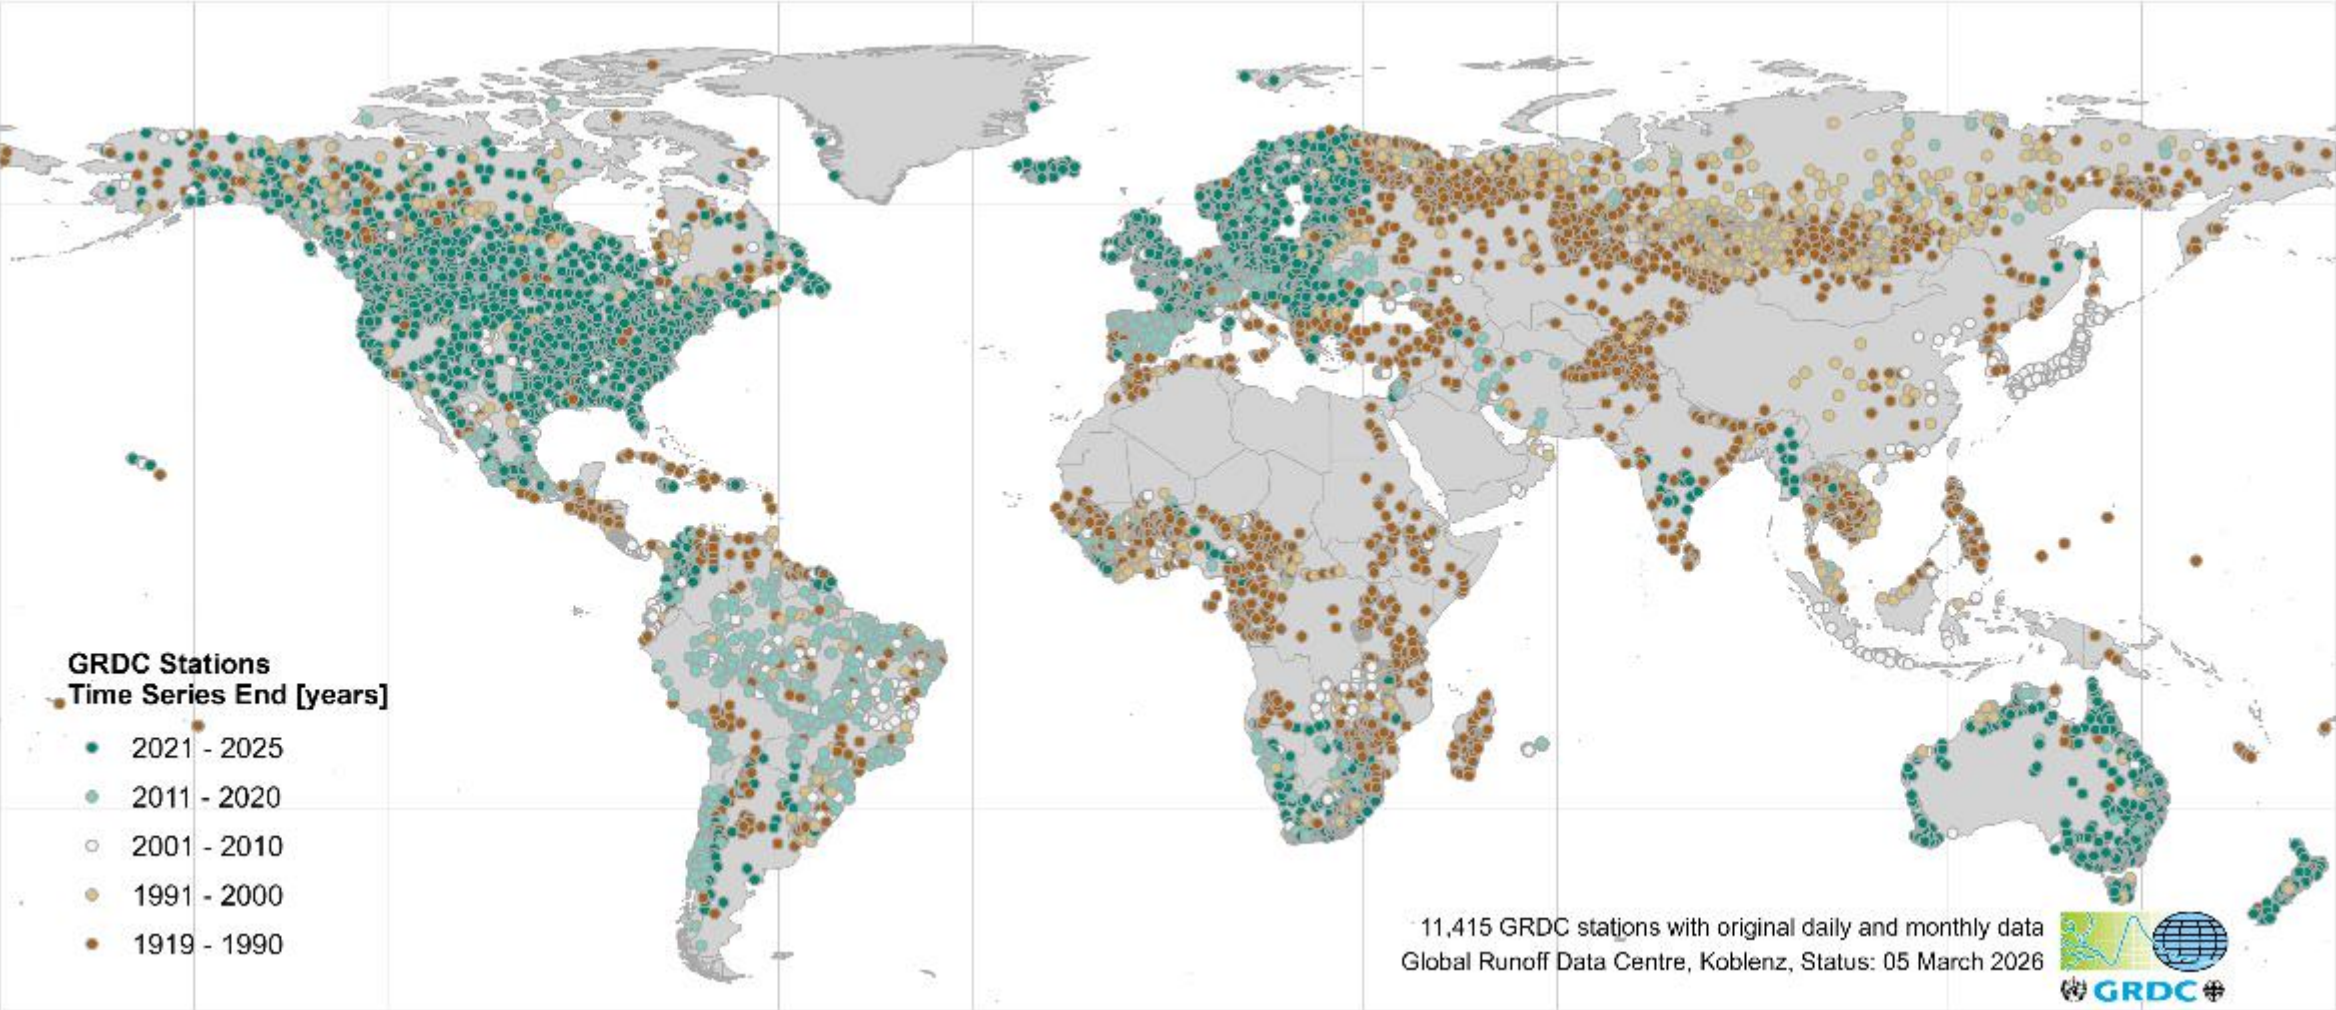 GRDC Stations
Time Series End [years]
2021 - 2025
2011 - 2020
2001 - 2010
1991 - 2000
1919 - 1990
11,415 GRDC stations with original daily and monthly data
Global Runoff Data Centre, Koblenz, Status: 05 March 2026
GRDC